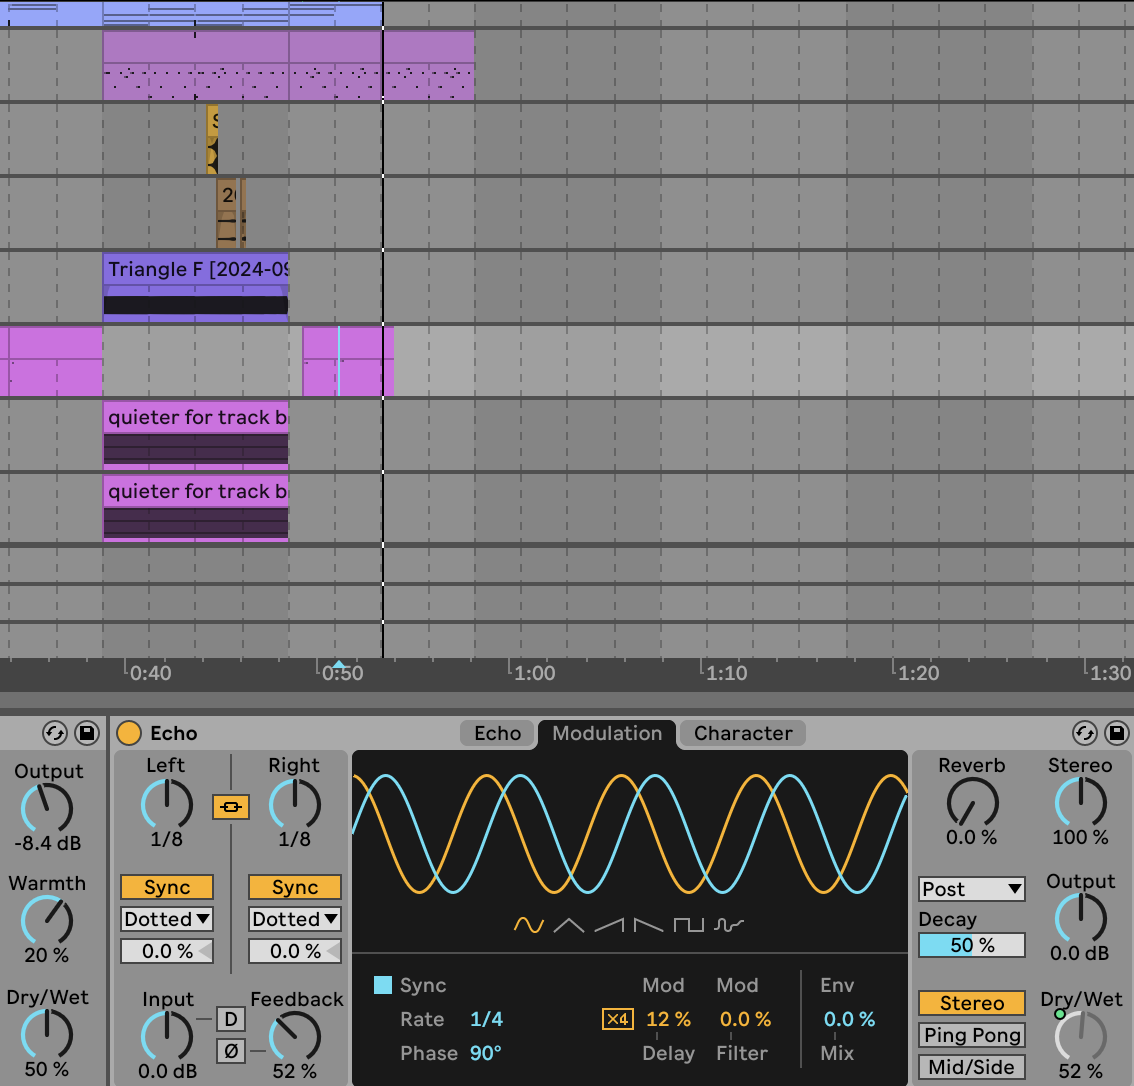 Triangle F [2024-09
quieter for track b
quieter for track b
0:40
0:50
1:00
1:10
1:20
1:30
Echo
Echo
Modulation
Character
Output
-8.4 dB
Warmth
20 %
Dry/Wet
50 %
Left
1/8
Right
1/8
Sync
Sync
Dotted
Dotted
0.0 %
0.0 %
Input
0.0 dB
D
Ø
Feedback
52 %
Sync
Rate 1/4
Phase 90°
Mod
Mod
Env
X4 12 %
0.0 %
0.0 %
Delay
Filter
Mix
Reverb
0.0 %
Stereo
100 %
Post
Decay
50 %
Output
0.0 dB
Stereo
Ping Pong
Mid/Side
Dry/Wet
52 %